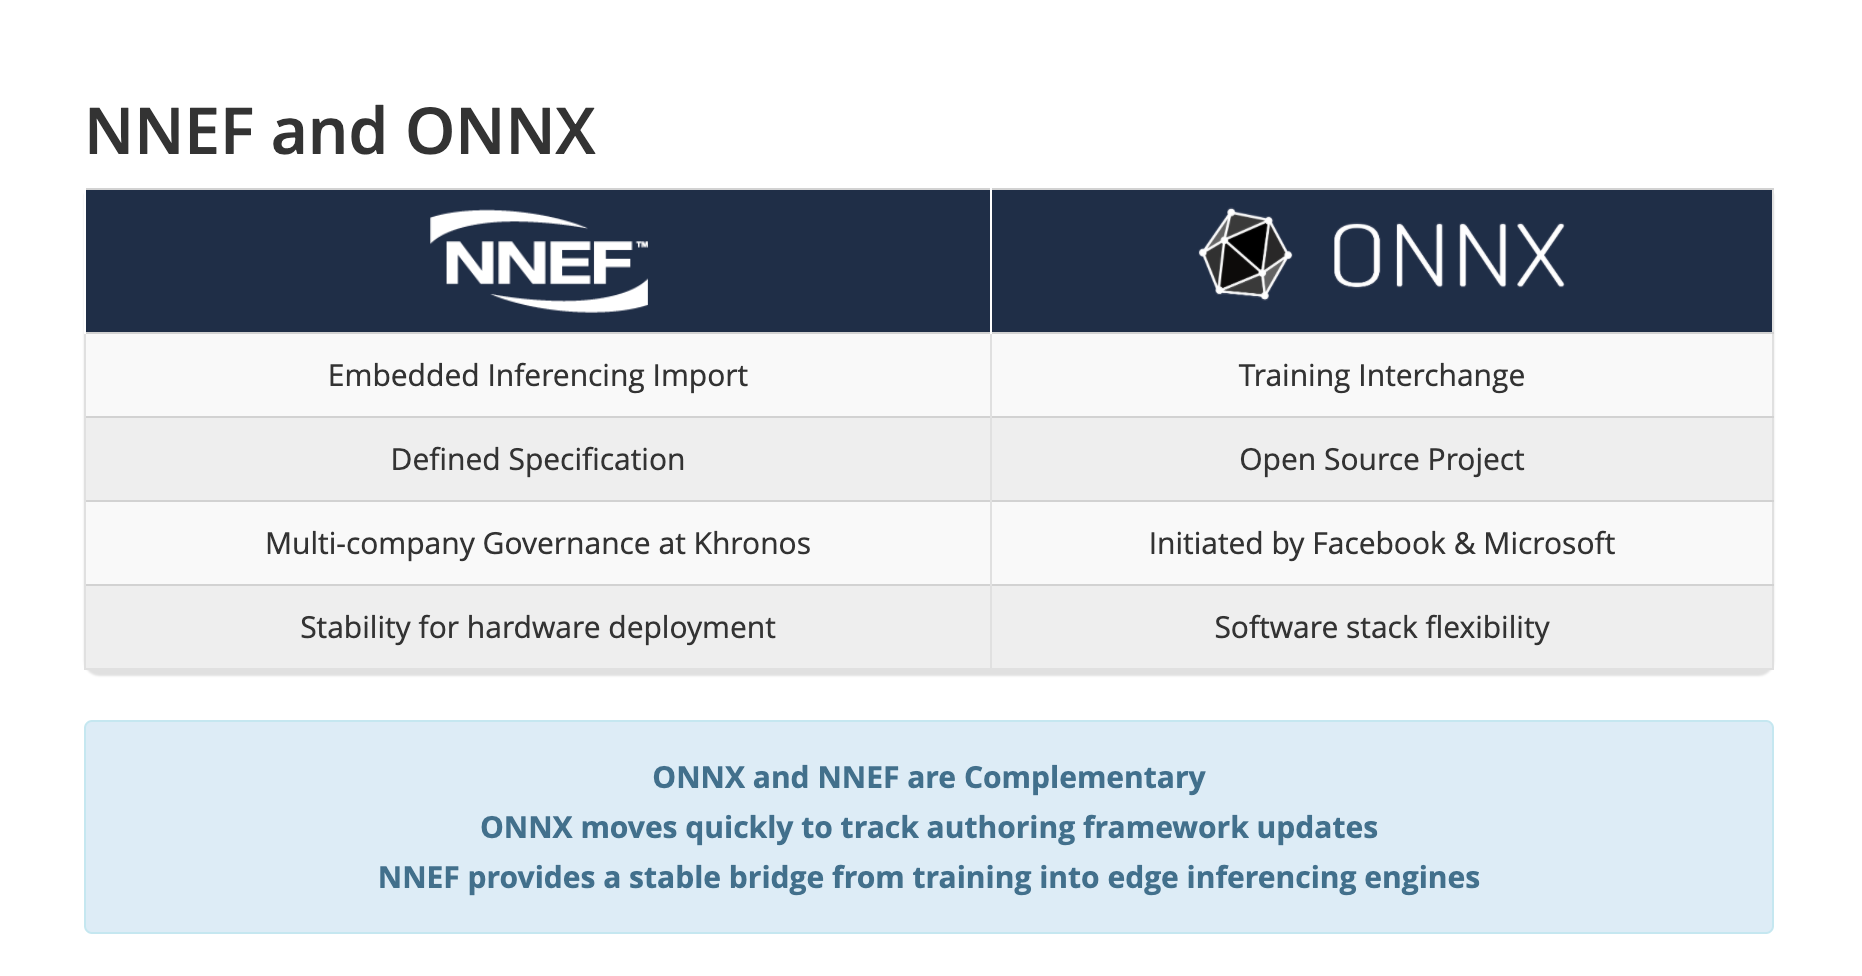 NNEF and ONNX
NNEF™
ONNX
Embedded Inferencing Import
Training Interchange
Defined Specification
Open Source Project
Multi-company Governance at Khronos
Initiated by Facebook & Microsoft
Stability for hardware deployment
Software stack flexibility
ONNX and NNEF are Complementary
ONNX moves quickly to track authoring framework updates
NNEF provides a stable bridge from training into edge inferencing engines